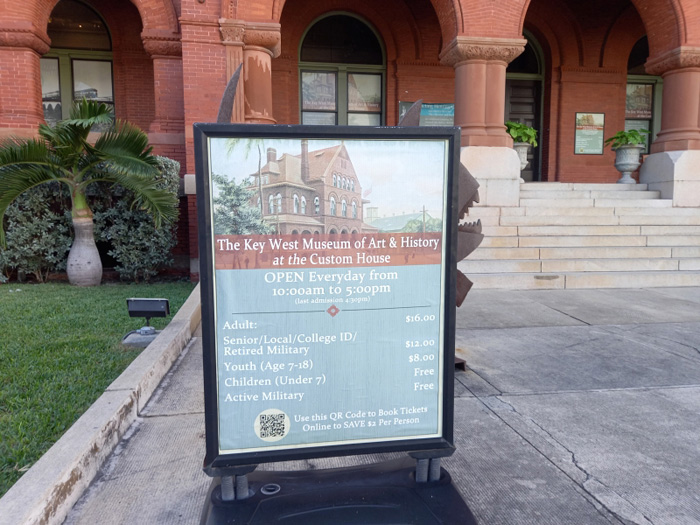 The Key West Museum of Art & History
at the Custom House
OPEN Everyday from
10:00am to 5:00pm
(last admission 4:30pm)
Adult: $16.00
Senior/Local/College ID/
Retired Military $12.00
Youth (Age 7-18) $8.00
Children (Under 7) Free
Active Military Free
Use this QR Code to Book Tickets
Online to SAVE $2 Per Person